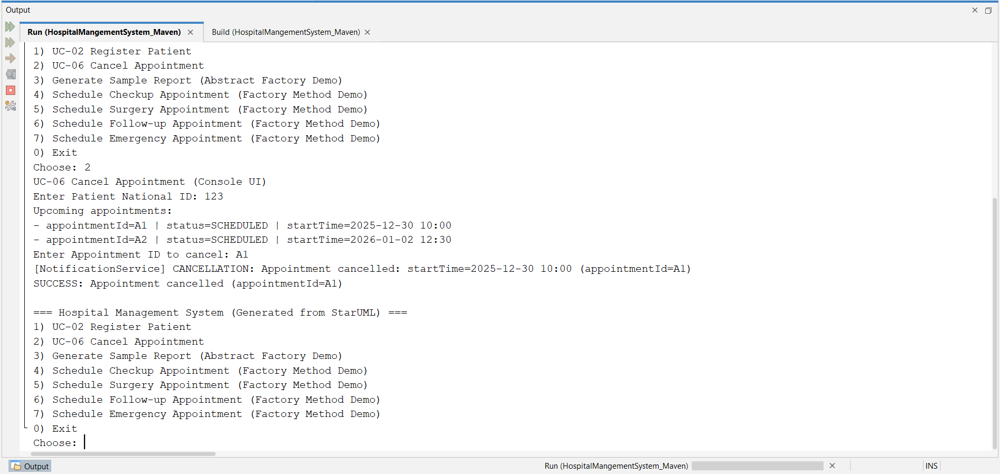 Output
Run (HospitalMangementSystem_Maven)
Build (HospitalMangementSystem_Maven)
1) UC-02 Register Patient
2) UC-06 Cancel Appointment
3) Generate Sample Report (Abstract Factory Demo)
4) Schedule Checkup Appointment (Factory Method Demo)
5) Schedule Surgery Appointment (Factory Method Demo)
6) Schedule Follow-up Appointment (Factory Method Demo)
7) Schedule Emergency Appointment (Factory Method Demo)
0) Exit
Choose: 2
UC-06 Cancel Appointment (Console UI)
Enter Patient National ID: 123
Upcoming appointments:
- appointmentId=A1 | status=SCHEDULED | startTime=2025-12-30 10:00
- appointmentId=A2 | status=SCHEDULED | startTime=2026-01-02 12:30
Enter Appointment ID to cancel: A1
[NotificationService] CANCELLATION: Appointment cancelled: startTime=2025-12-30 10:00 (appointmentId=A1)
SUCCESS: Appointment cancelled (appointmentId=A1)
=== Hospital Management System (Generated from StarUML) ===
1) UC-02 Register Patient
2) UC-06 Cancel Appointment
3) Generate Sample Report (Abstract Factory Demo)
4) Schedule Checkup Appointment (Factory Method Demo)
5) Schedule Surgery Appointment (Factory Method Demo)
6) Schedule Follow-up Appointment (Factory Method Demo)
7) Schedule Emergency Appointment (Factory Method Demo)
0) Exit
Choose:
Output
Run (HospitalMangementSystem_Maven)
INS